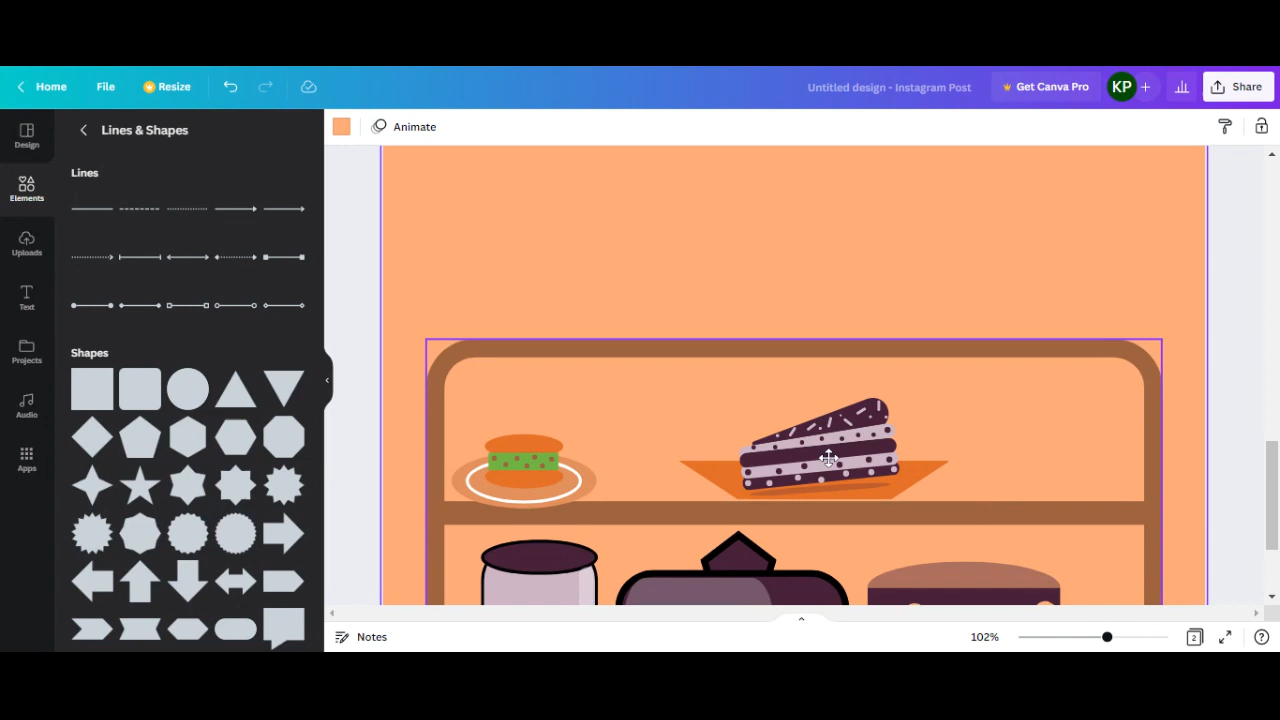 Home File Resize Untitled design - Instagram Post Get Canva Pro KP + Share
Design
Elements
Uploads
Text
Projects
Audio
Apps
Lines & Shapes
Lines
Shapes
Animate
Notes 102% 2 ?